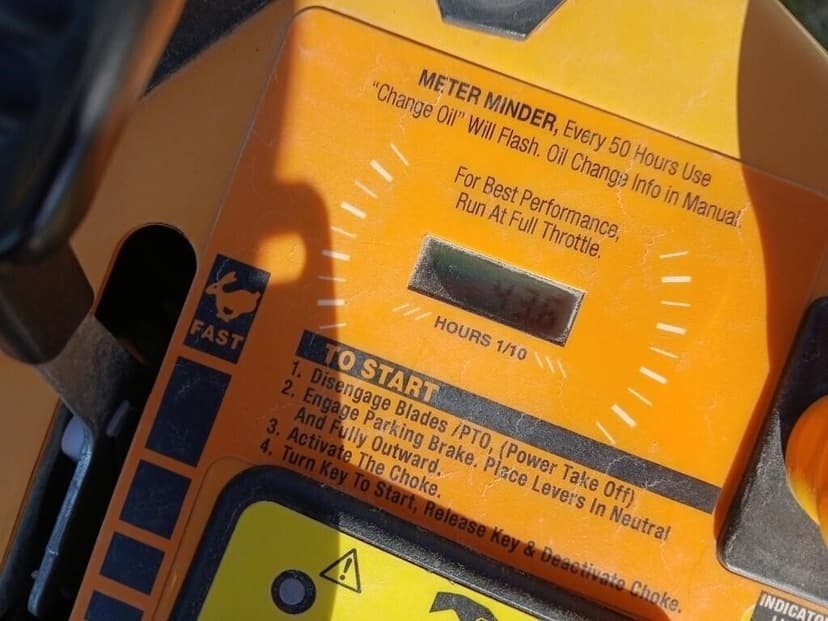 METER MINDER, Every 50 Hours Use
"Change Oil" Will Flash. Oil Change Info in Manual.
For Best Performance,
Run At Full Throttle.
HOURS 1/10
FAST
TO START
1. Disengage Blades /PTO, (Power Take Off)
2. Engage Parking Brake. Place Levers In Neutral
And Fully Outward.
3. Activate The Choke.
4. Turn Key To Start, Release Key & Deactivate Choke.